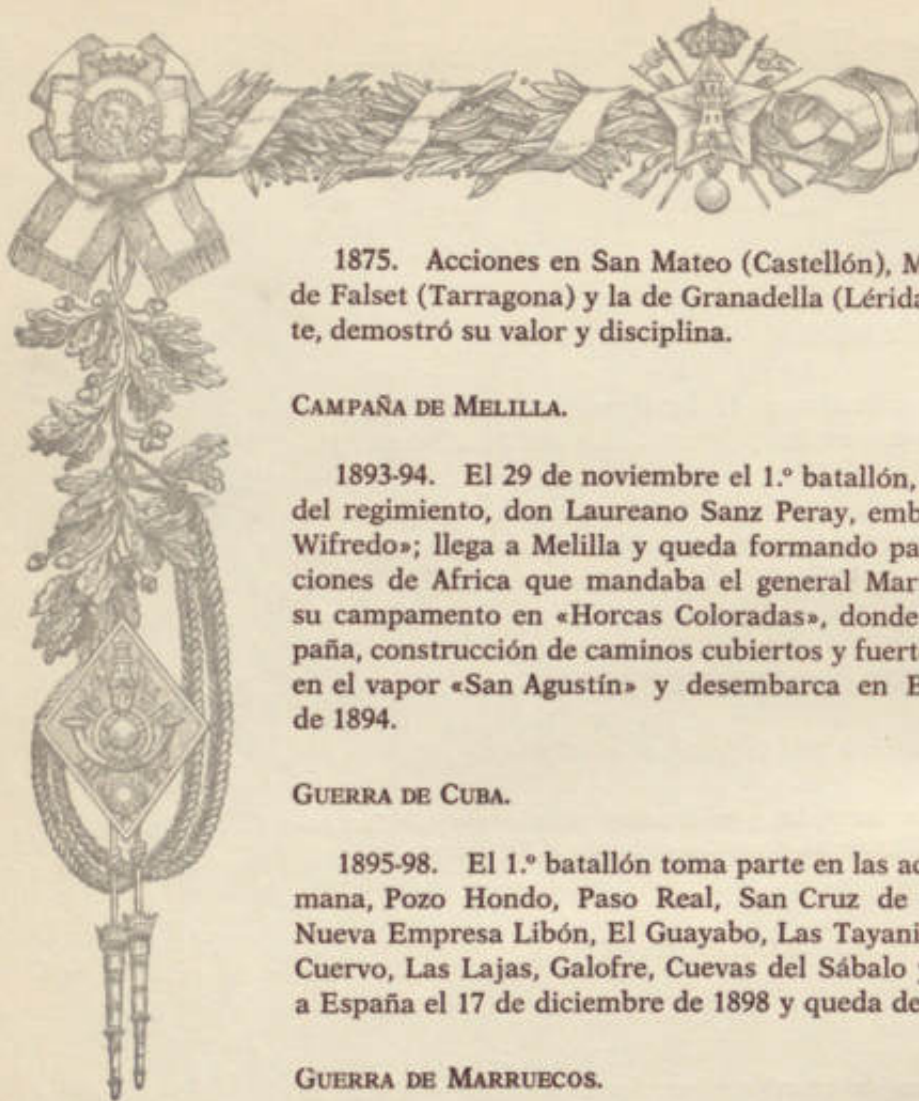 1875. Acciones en San Mateo (Castellón), M
de Falset (Tarragona) y la de Granadella (Lérida
te, demostró su valor y disciplina.
CAMPAÑA DE MELILLA.
1893-94. El 29 de noviembre el 1.º batallón,
del regimiento, don Laureano Sanz Peray, emb
Wifredo»; llega a Melilla y queda formando pa
ciones de Africa que mandaba el general Mar
su campamento en «Horcas Coloradas», donde
paña, construcción de caminos cubiertos y fuert
en el vapor «San Agustín» y desembarca en B
de 1894.
GUERRA DE CUBA.
1895-98. El 1.º batallón toma parte en las ac
mana, Pozo Hondo, Paso Real, San Cruz de
Nueva Empresa Libón, El Guayabo, Las Tayani
Cuervo, Las Lajas, Galofre, Cuevas del Sábalo
a España el 17 de diciembre de 1898 y queda de
GUERRA DE MARRUECOS.